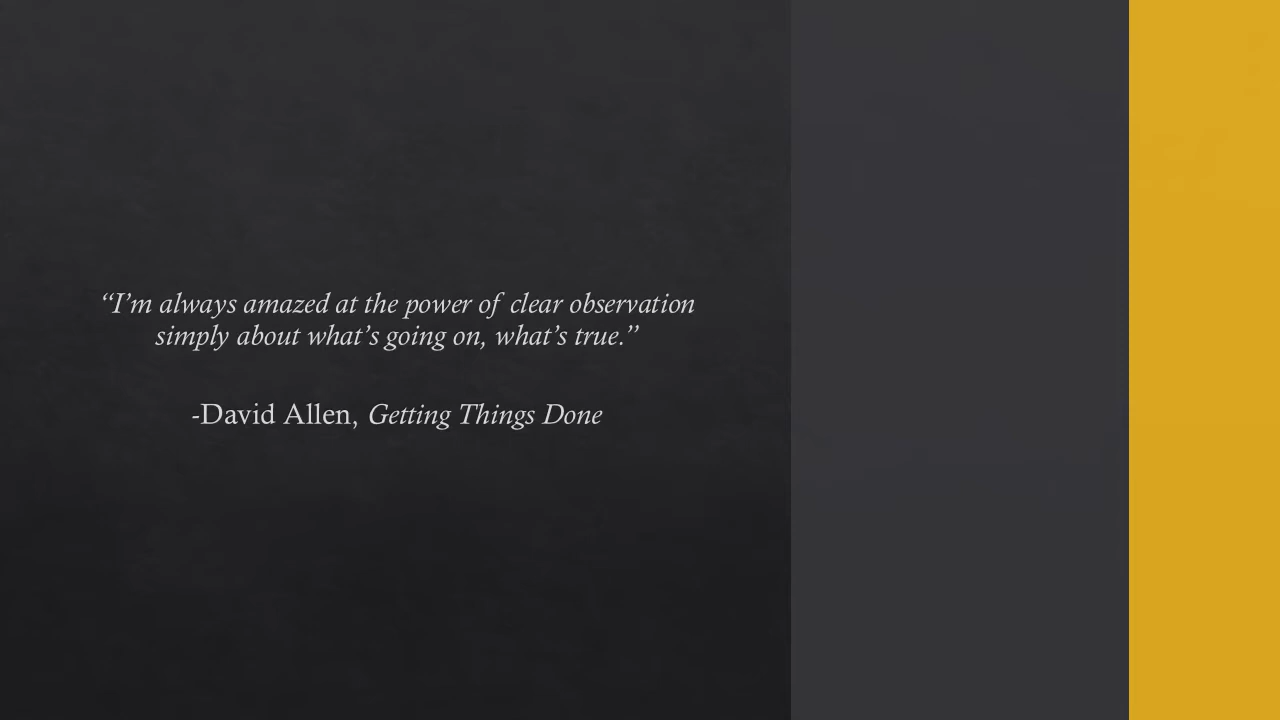 “I’m always amazed at the power of clear observation
simply about what’s going on, what’s true.”
-David Allen, Getting Things Done